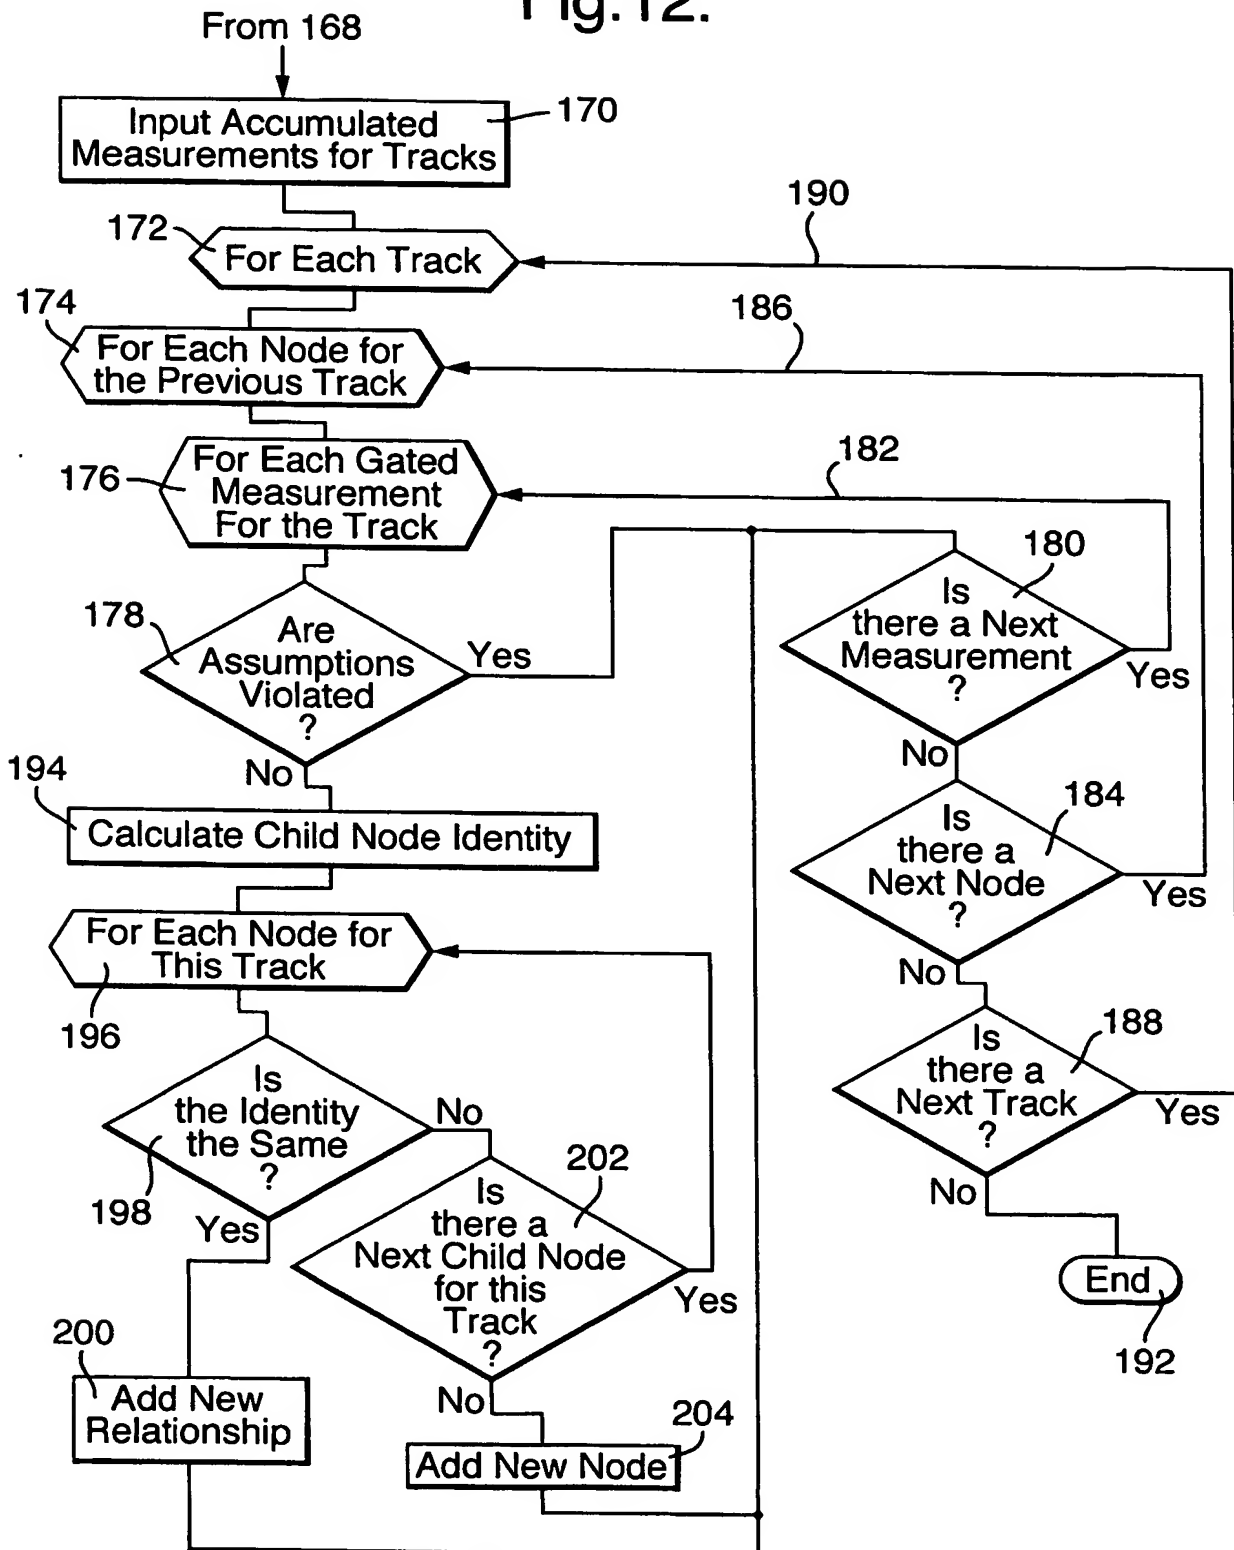 Fig.12.
From 168
Input Accumulated
Measurements for Tracks
170
190
172
For Each Track
174
186
For Each Node for
the Previous Track
182
176
For Each Gated
Measurement
For the Track
178
Are
Assumptions
Violated
?
Yes
No
180
Is
there a Next
Measurement
?
Yes
No
194
Calculate Child Node Identity
184
Is
there a
Next Node
?
Yes
No
For Each Node for
This Track
196
188
Is
there a
Next Track
?
Yes
No
198
Is
the Identity
the Same
?
No
Yes
202
Is
there a
Next Child Node
for this
Track
?
Yes
No
End
192
200
Add New
Relationship
204
Add New Node